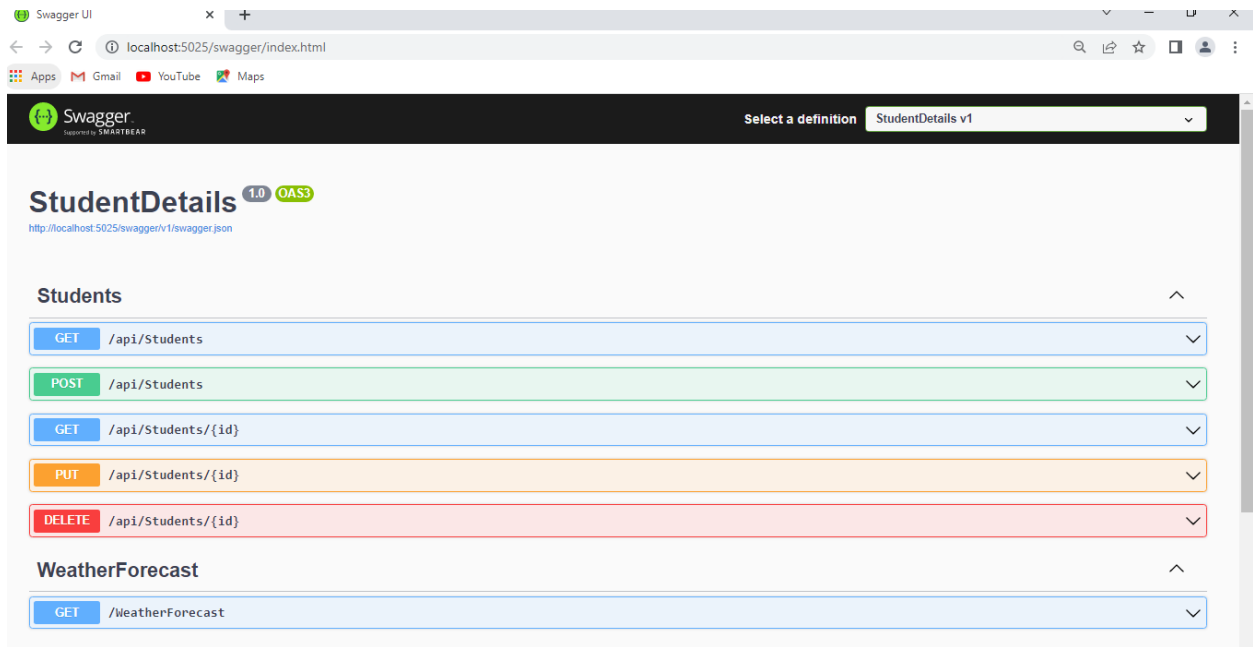 Swagger UI
localhost:5025/swagger/index.html
Apps Gmail YouTube Maps
Swagger.
Supported by SMARTBEAR
Select a definition StudentDetails v1
StudentDetails 1.0 OAS3
http://localhost:5025/swagger/v1/swagger.json
Students
GET /api/Students
POST /api/Students
GET /api/Students/{id}
PUT /api/Students/{id}
DELETE /api/Students/{id}
WeatherForecast
GET /WeatherForecast